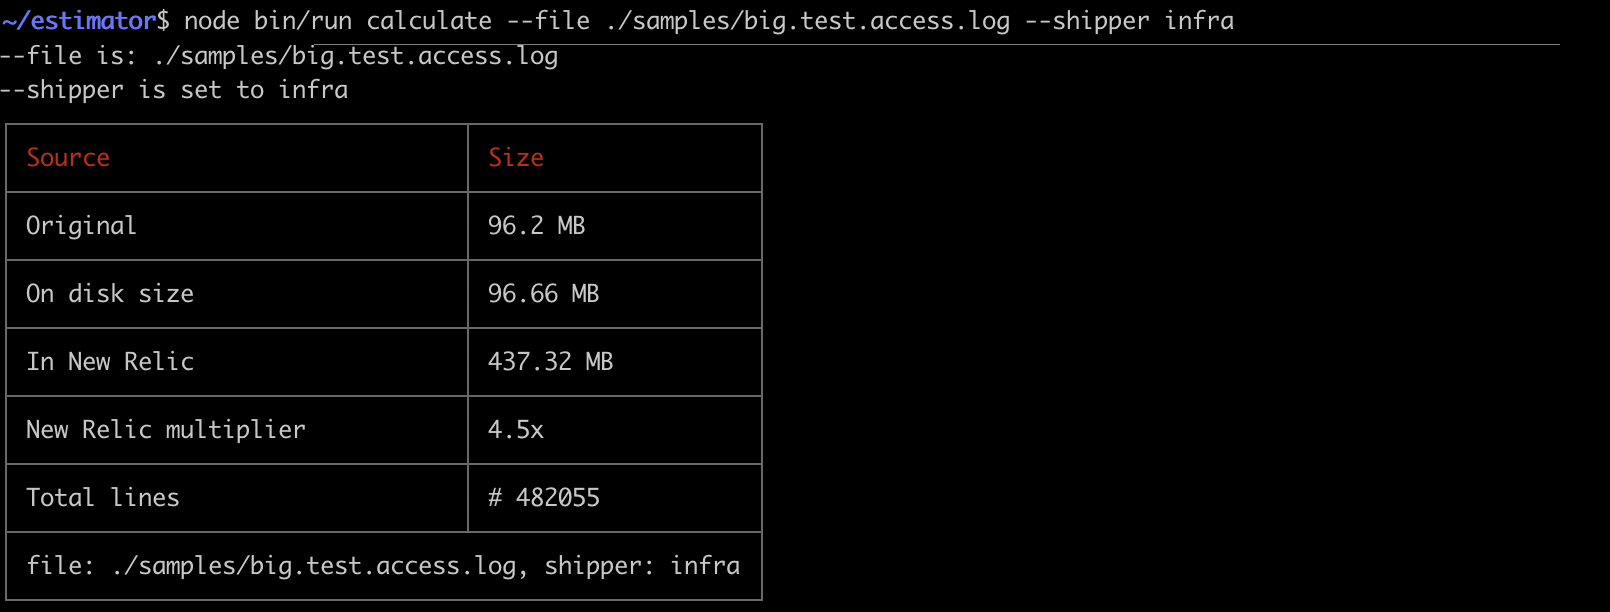 ~/estimator$ node bin/run calculate --file ./samples/big.test.access.log --shipper infra
--file is: ./samples/big.test.access.log
--shipper is set to infra
Source Size
Original 96.2 MB
On disk size 96.66 MB
In New Relic 437.32 MB
New Relic multiplier 4.5x
Total lines # 482055
file: ./samples/big.test.access.log, shipper: infra